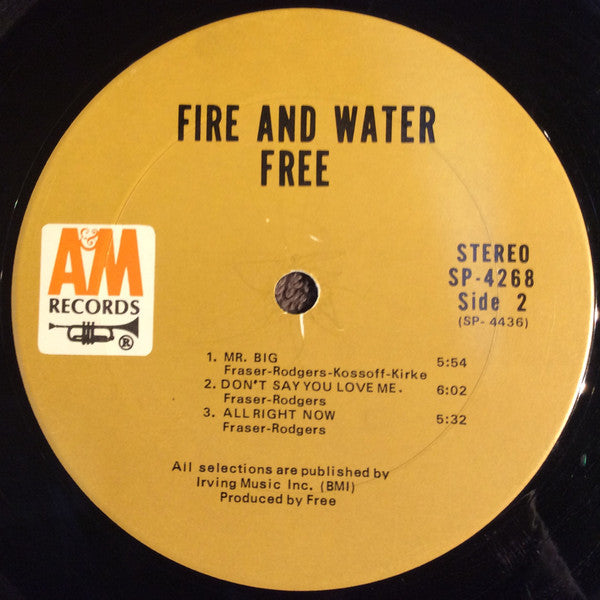 FIRE AND WATER
FREE
A&M
RECORDS
®
STEREO
SP-4268
Side 2
(SP-4436)
1. MR. BIG 5:54
Fraser-Rodgers-Kossoff-Kirke
2. DON'T SAY YOU LOVE ME. 6:02
Fraser-Rodgers
3. ALL RIGHT NOW 5:32
Fraser-Rodgers
All selections are published by
Irving Music Inc. (BMI)
Produced by Free